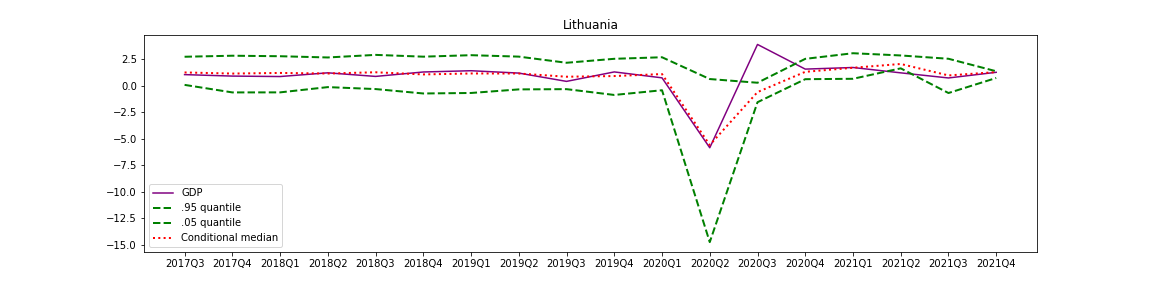 Lithuania
2.5
0.0
−2.5
−5.0
−7.5
−10.0
−12.5
−15.0
GDP
.95 quantile
.05 quantile
Conditional median
2017Q3 2017Q4 2018Q1 2018Q2 2018Q3 2018Q4 2019Q1 2019Q2 2019Q3 2019Q4 2020Q1 2020Q2 2020Q3 2020Q4 2021Q1 2021Q2 2021Q3 2021Q4